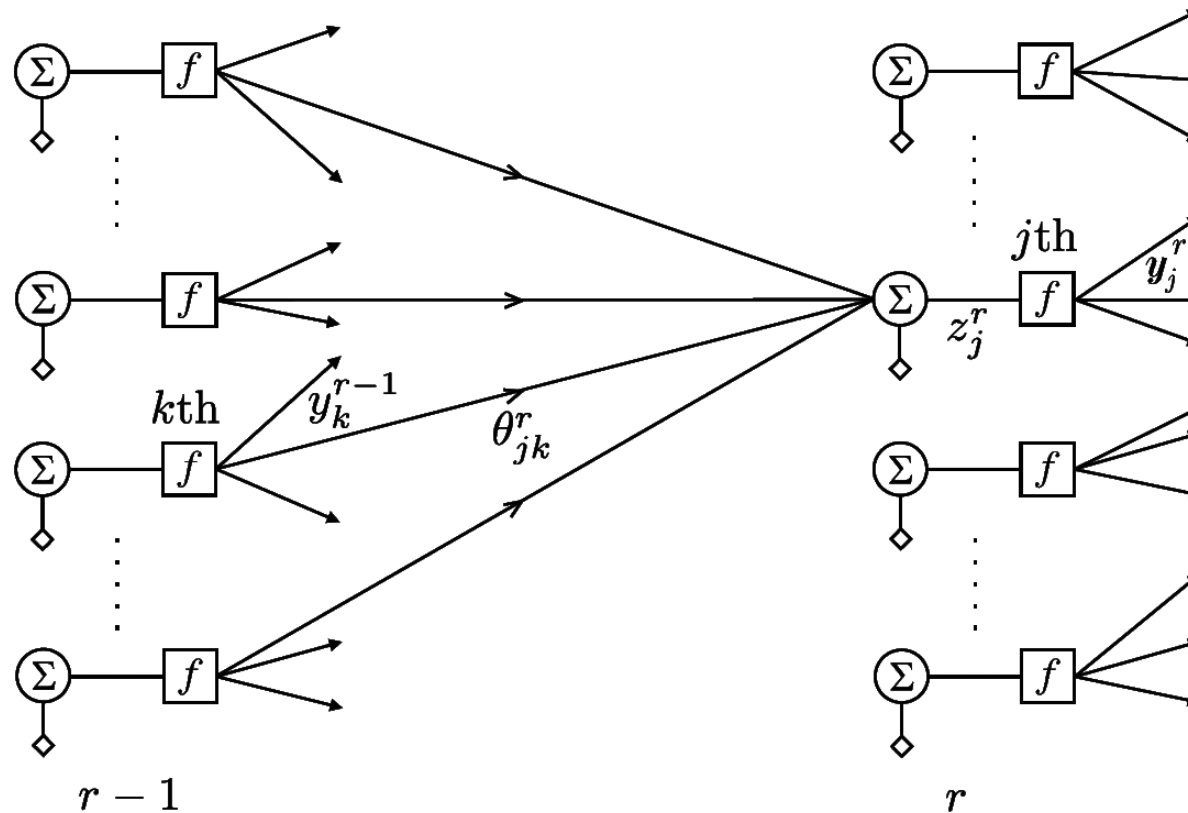 Σ f Σ f
jth
Σ f Σ f y_j^r
z_j^r
kth y_k^{r-1}
θ_{jk}^r
Σ f Σ f
Σ f Σ f
r − 1 r